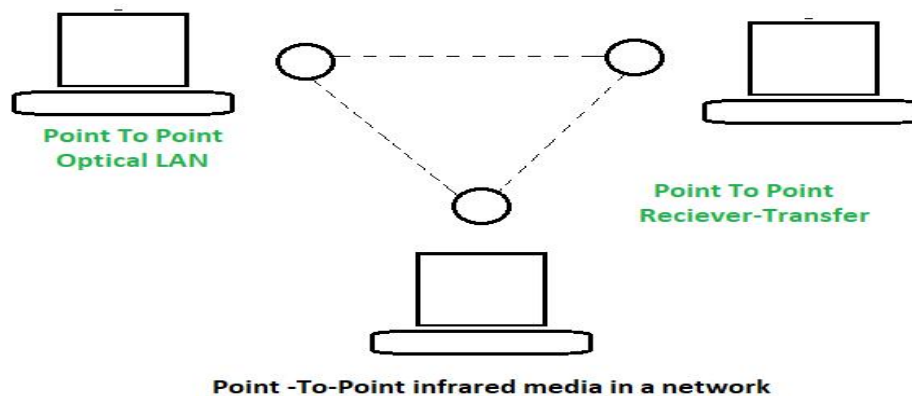 Point To Point
Optical LAN
Point To Point
Reciever-Transfer
Point -To-Point infrared media in a network